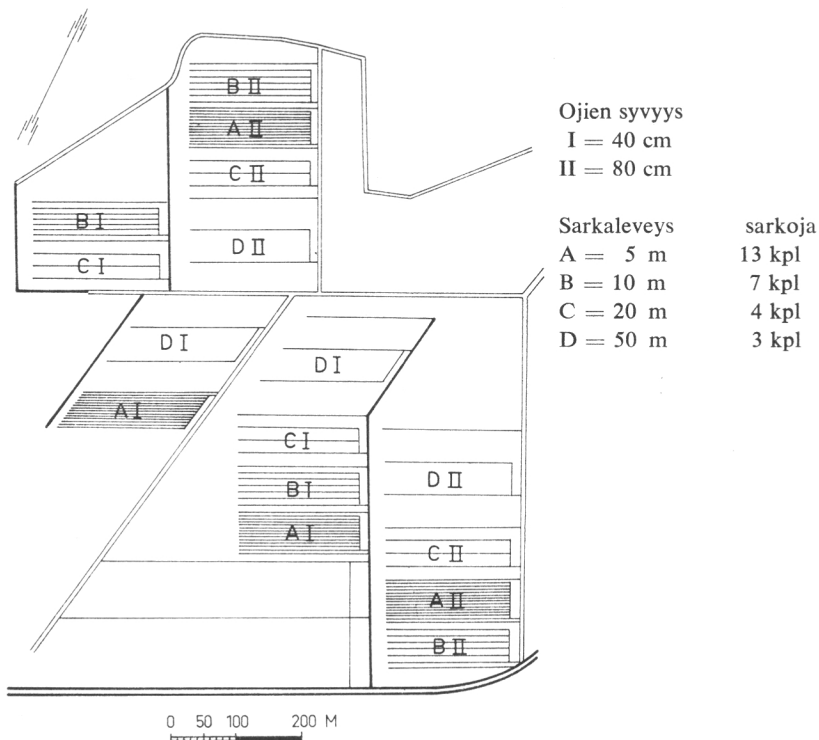 B II
A II
C II
D II
B I
C I
D I
A I
D I
C I
B I
A I
D II
C II
A II
B II
0 50 100 200 M
Ojien syvyys
I = 40 cm
II = 80 cm
Sarkaleveys sarkoja
A = 5 m 13 kpl
B = 10 m 7 kpl
C = 20 m 4 kpl
D = 50 m 3 kpl